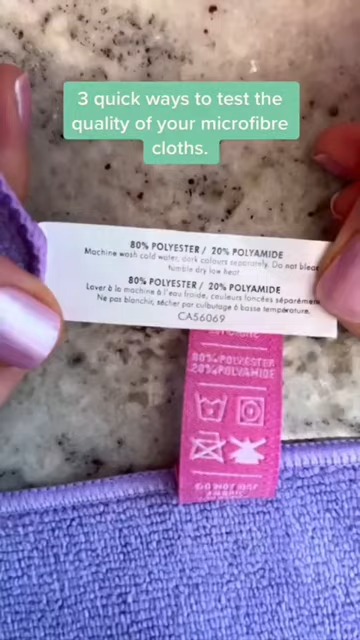 3 quick ways to test the
quality of your microfibre
cloths.
80% POLYESTER / 20% POLYAMIDE
Machine wash cold water, dark colours separately. Do not bleach
tumble dry low heat
80% POLYESTER / 20% POLYAMIDE
Laver à la machine à l'eau froide, couleurs foncées séparément
Ne pas blanchir, sécher par culbutage à basse température.
CA56069
80%POLYESTER
20%POLYAMIDE
DO NOT USE
FABRIC